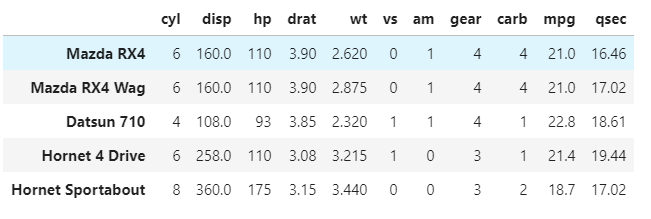 cyl disp hp drat wt vs am gear carb mpg qsec
Mazda RX4 6 160.0 110 3.90 2.620 0 1 4 4 21.0 16.46
Mazda RX4 Wag 6 160.0 110 3.90 2.875 0 1 4 4 21.0 17.02
Datsun 710 4 108.0 93 3.85 2.320 1 1 4 1 22.8 18.61
Hornet 4 Drive 6 258.0 110 3.08 3.215 1 0 3 1 21.4 19.44
Hornet Sportabout 8 360.0 175 3.15 3.440 0 0 3 2 18.7 17.02